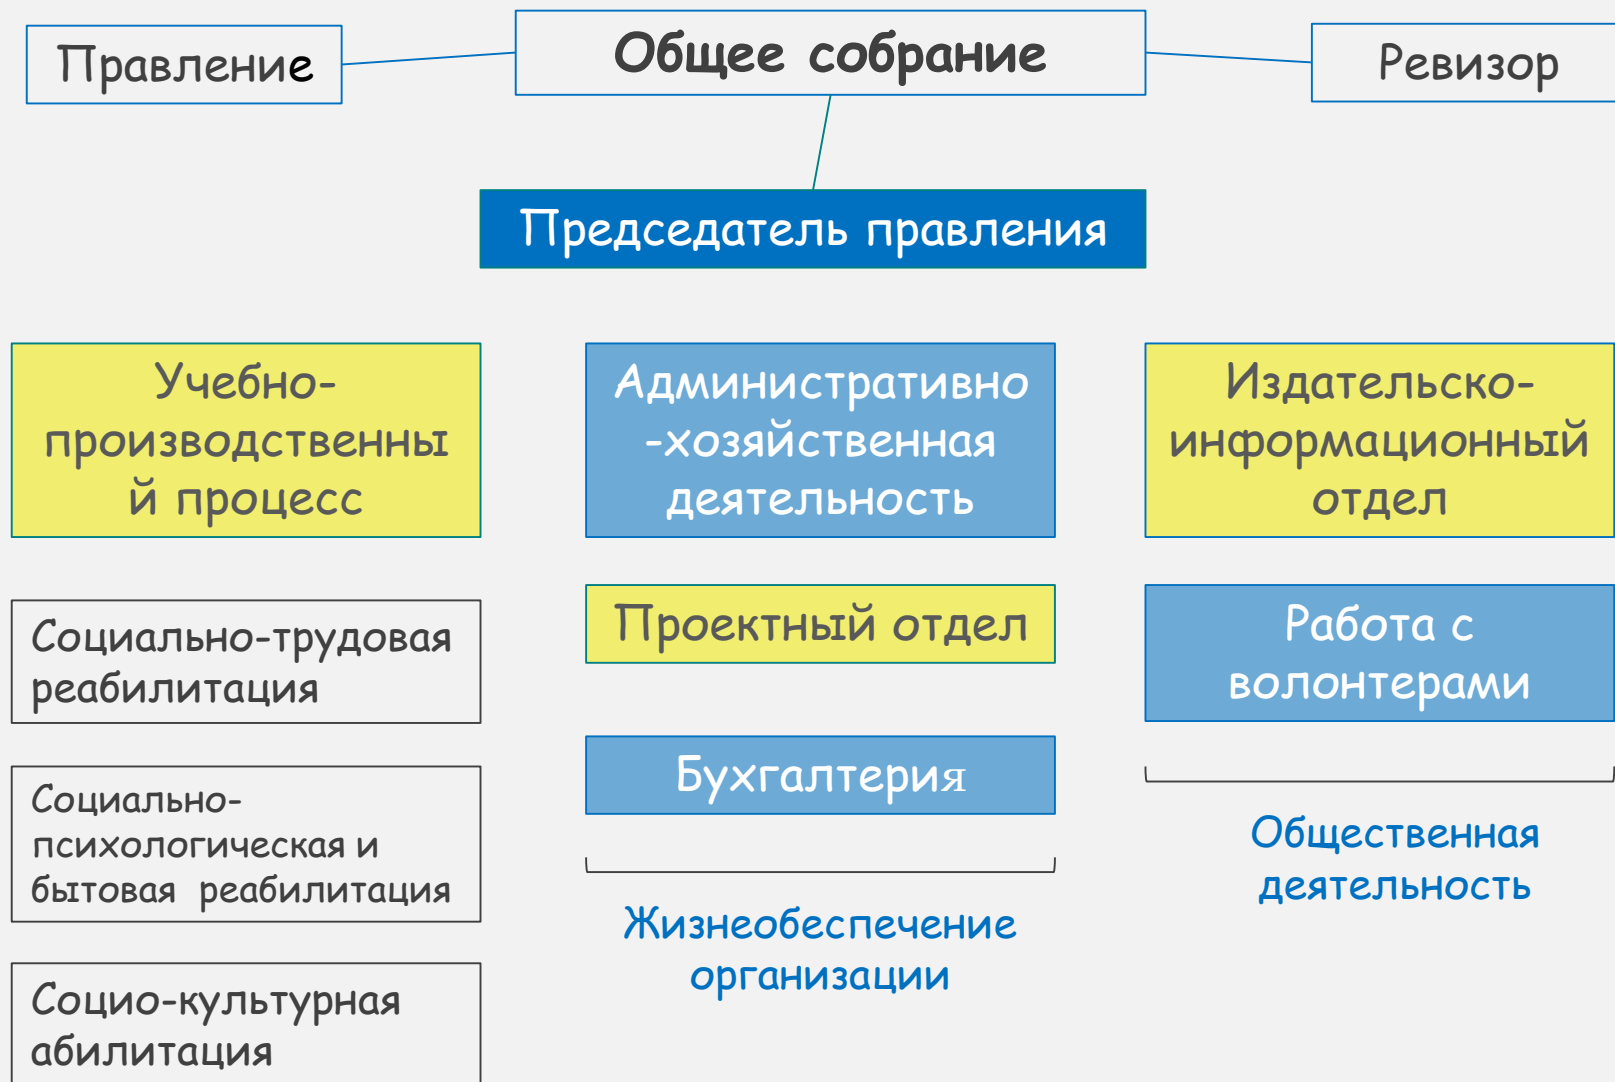 Правление
Общее собрание
Ревизор
Председатель правления
Учебно-
производственны
й процесс
Административно
-хозяйственная
деятельность
Издательско-
информационный
отдел
Социально-трудовая
реабилитация
Социально-
психологическая и
бытовая  реабилитация
Социо-культурная
абилитация
Проектный отдел
Бухгалтерия
Жизнеобеспечение
организации
Работа с
волонтерами
Общественная
деятельность